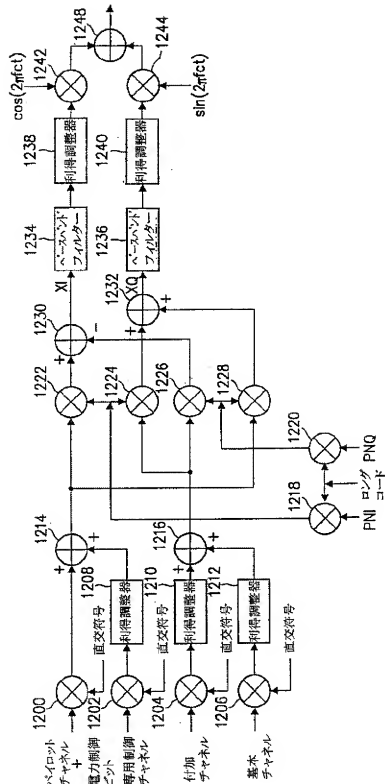 cos(2πfct)
1242
1248
1244
sin(2πfct)
1238
利得調整器
1240
利得調整器
1234
ベースバンド
フィルター
1236
ベースバンド
フィルター
XI
1232
XQ
+
+
1230
+
-
1222
1224
1226
1228
1220
PNQ
ロング
コード
1218
PNI
1214
+
+
1216
+
+
1208
利得調整器
1210
利得調整器
1212
利得調整器
1200
直交符号
1202
直交符号
1204
直交符号
1206
直交符号
パイロット
チャネル
+
電力制御
ビット
専用制御
チャネル
付加
チャネル
基本
チャネル